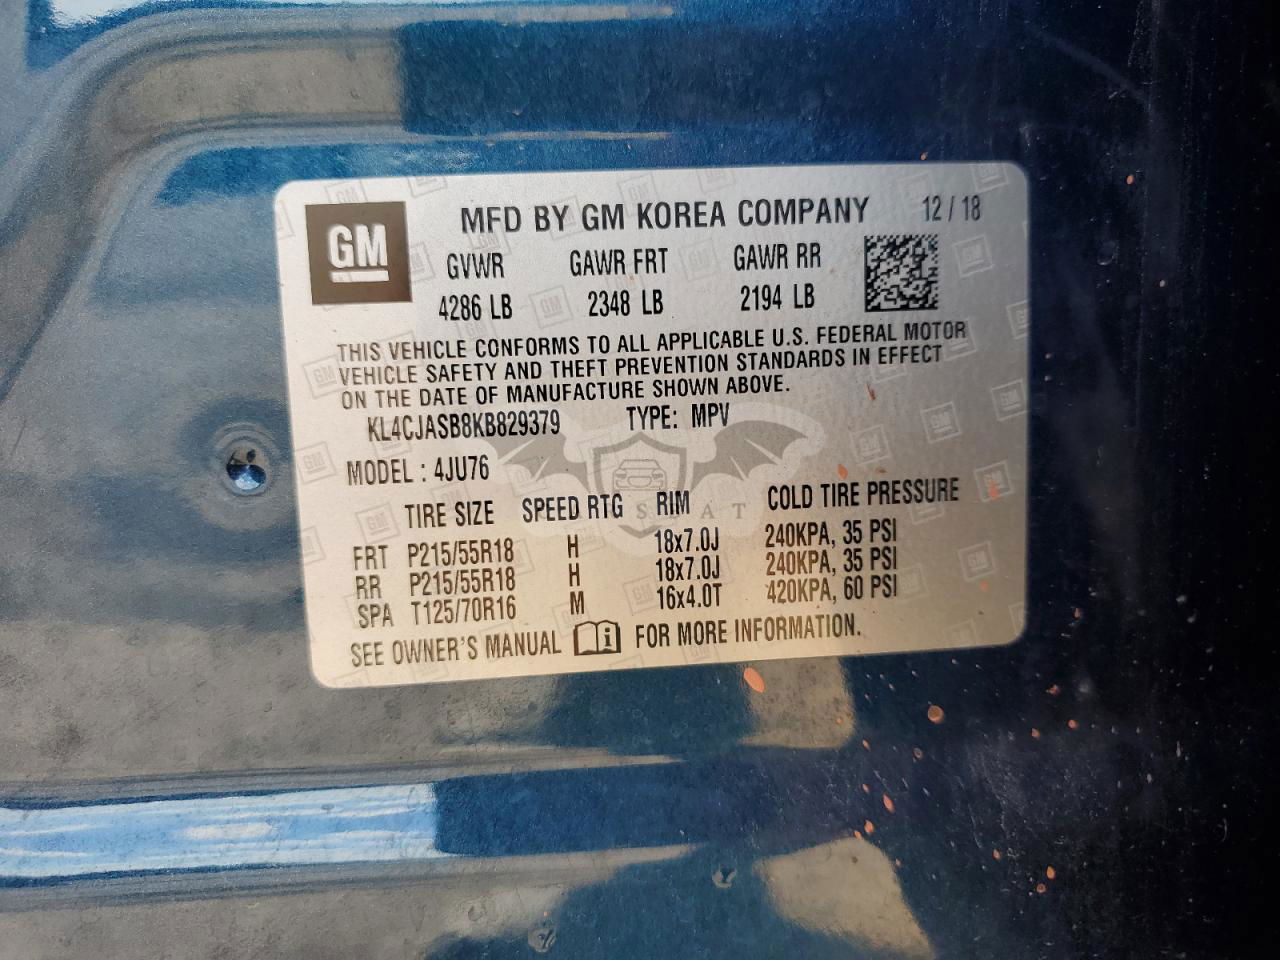 GM
MFD BY GM KOREA COMPANY 12 / 18
GVWR GAWR FRT GAWR RR
4286 LB 2348 LB 2194 LB
THIS VEHICLE CONFORMS TO ALL APPLICABLE U.S. FEDERAL MOTOR
VEHICLE SAFETY AND THEFT PREVENTION STANDARDS IN EFFECT
ON THE DATE OF MANUFACTURE SHOWN ABOVE.
KL4CJASB8KB829379 TYPE: MPV
MODEL : 4JU76
TIRE SIZE SPEED RTG RIM COLD TIRE PRESSURE
FRT P215/55R18 H 18x7.0J 240KPA, 35 PSI
RR P215/55R18 H 18x7.0J 240KPA, 35 PSI
SPA T125/70R16 M 16x4.0T 420KPA, 60 PSI
SEE OWNER'S MANUAL FOR MORE INFORMATION.